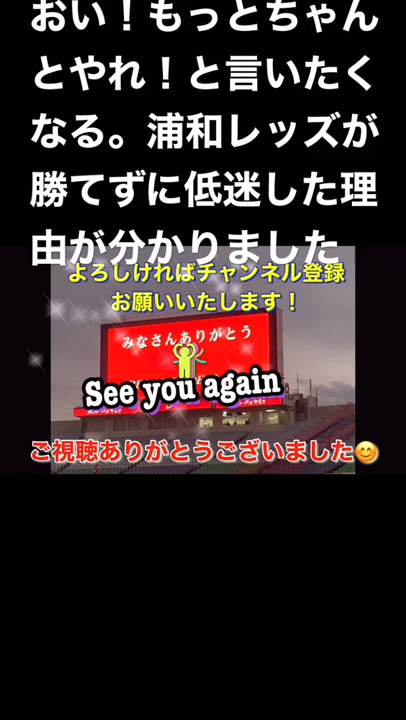 おい！もっとちゃん
とやれ！と言いたく
なる。浦和レッズが
勝てずに低迷した理
由が分かりました
よろしければチャンネル登録
お願いいたします！
みなさんありがとう
See you again
ご視聴ありがとうございました😊